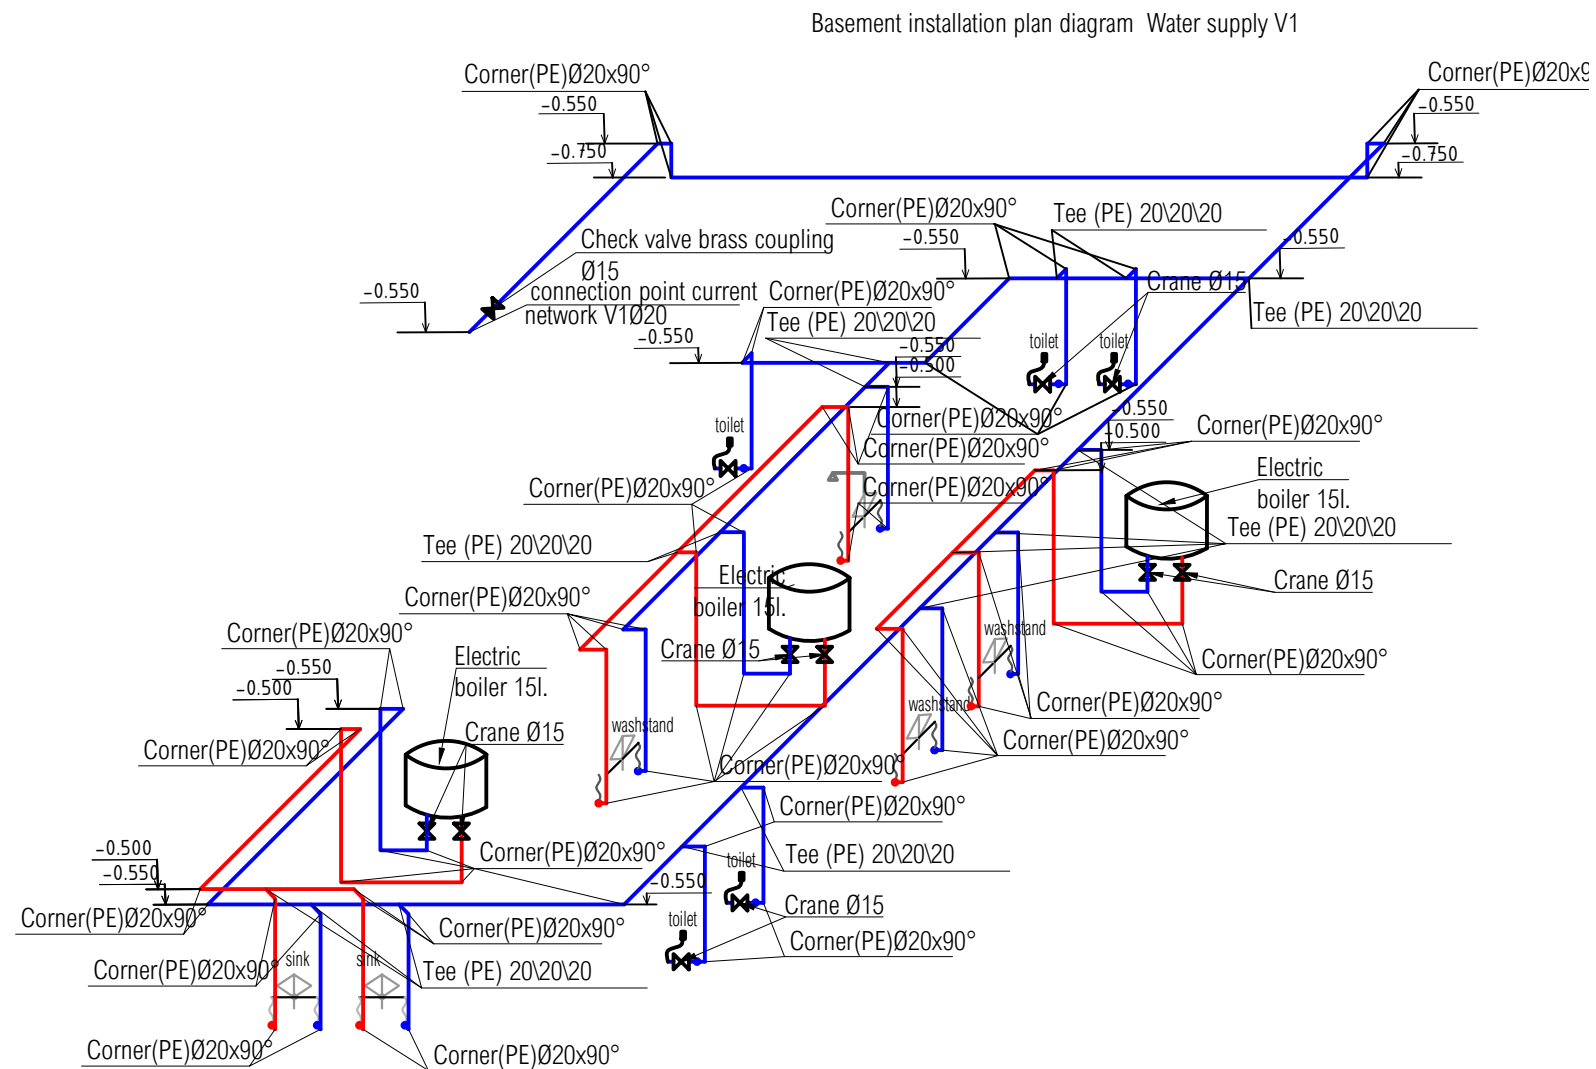 Basement installation plan diagram  Water supply V1
Corner(PE)Ø20x90°
Corner(PE)Ø20x9
-0.550
-0.550
-0.750
-0.750
Corner(PE)Ø20x90°
Tee (PE) 20\20\20
Check valve brass coupling
Ø15
-0.550
-0.550
Crane Ø15
-0.550
connection point current
network V1Ø20
Corner(PE)Ø20x90°
Tee (PE) 20\20\20
Tee (PE) 20\20\20
-0.550
-0.550
-0.500
toilet
toilet
toilet
Corner(PE)Ø20x90°
Corner(PE)Ø20x90°
-0.550
-0.500
Corner(PE)Ø20x90°
Electric
boiler 15l.
Corner(PE)Ø20x90°
Corner(PE)Ø20x90°
Tee (PE) 20\20\20
Tee (PE) 20\20\20
Electric
boiler 15l.
Crane Ø15
Corner(PE)Ø20x90°
Corner(PE)Ø20x90°
washstand
Crane Ø15
Electric
boiler 15l.
Corner(PE)Ø20x90°
-0.550
-0.500
washstand
washstand
Corner(PE)Ø20x90°
Crane Ø15
Corner(PE)Ø20x90°
Corner(PE)Ø20x90°
Corner(PE)Ø20x90°
Corner(PE)Ø20x90°
-0.500
-0.550
Corner(PE)Ø20x90°
Tee (PE) 20\20\20
toilet
-0.550
Crane Ø15
Corner(PE)Ø20x90°
Corner(PE)Ø20x90°
toilet
Corner(PE)Ø20x90°
sink
sink
Corner(PE)Ø20x90°
Tee (PE) 20\20\20
Corner(PE)Ø20x90°
Corner(PE)Ø20x90°